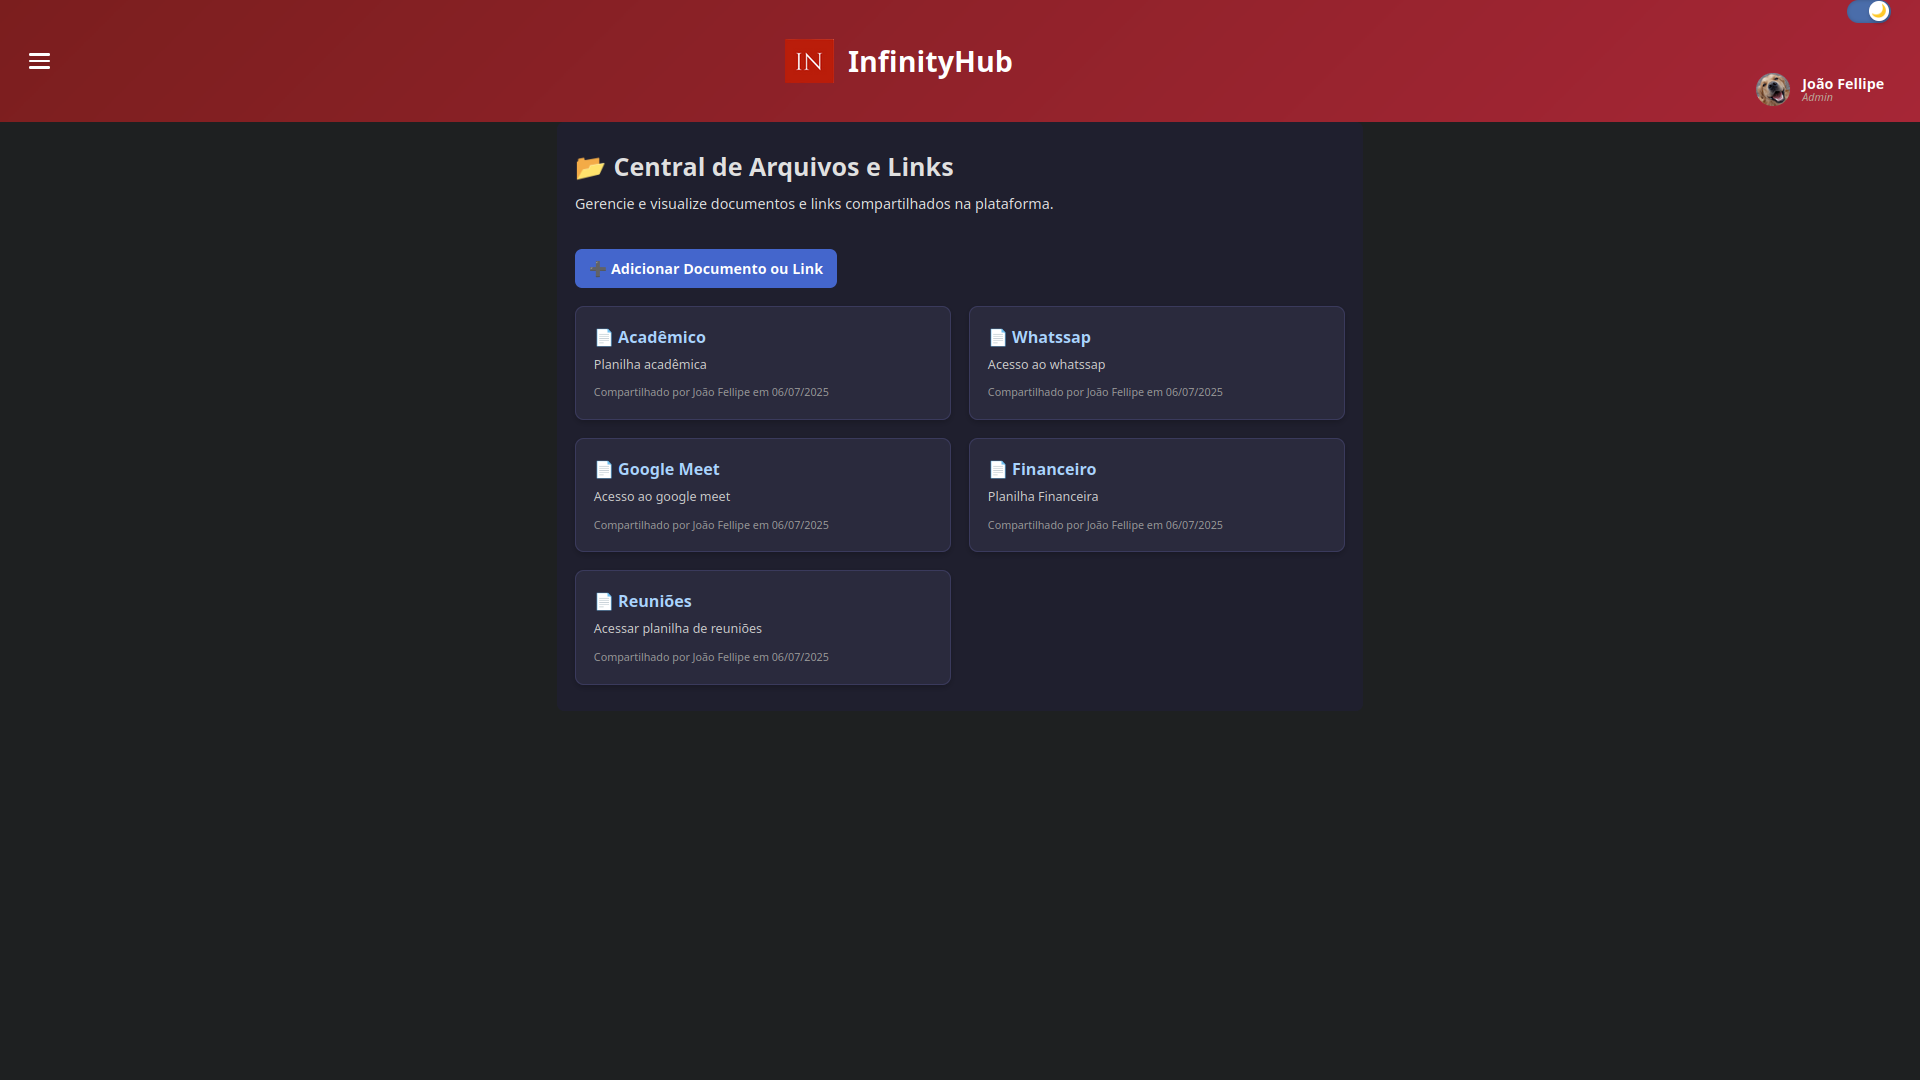 IN InfinityHub
João Fellipe
Admin
📂 Central de Arquivos e Links
Gerencie e visualize documentos e links compartilhados na plataforma.
➕ Adicionar Documento ou Link
📄 Acadêmico
Planilha acadêmica
Compartilhado por João Fellipe em 06/07/2025
📄 Whatssap
Acesso ao whatssap
Compartilhado por João Fellipe em 06/07/2025
📄 Google Meet
Acesso ao google meet
Compartilhado por João Fellipe em 06/07/2025
📄 Financeiro
Planilha Financeira
Compartilhado por João Fellipe em 06/07/2025
📄 Reuniões
Acessar planilha de reuniões
Compartilhado por João Fellipe em 06/07/2025